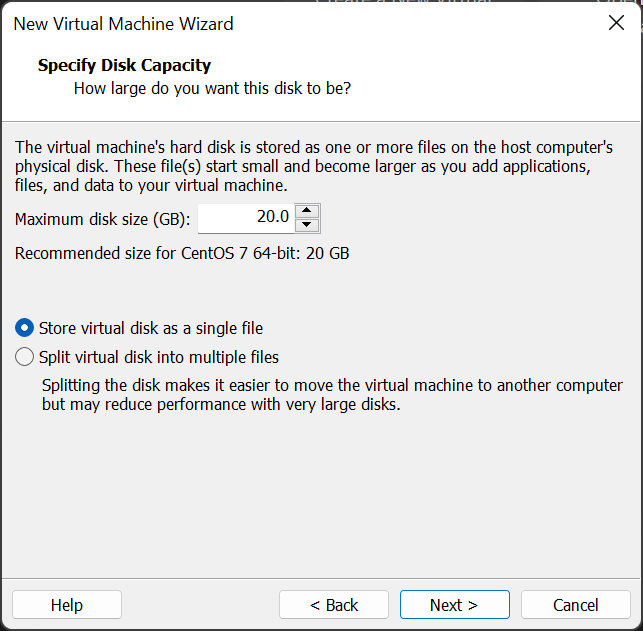 New Virtual Machine Wizard
Specify Disk Capacity
How large do you want this disk to be?
The virtual machine's hard disk is stored as one or more files on the host computer's
physical disk. These file(s) start small and become larger as you add applications,
files, and data to your virtual machine.
Maximum disk size (GB): 20.0
Recommended size for CentOS 7 64-bit: 20 GB
Store virtual disk as a single file
Split virtual disk into multiple files
Splitting the disk makes it easier to move the virtual machine to another computer
but may reduce performance with very large disks.
Help < Back Next > Cancel